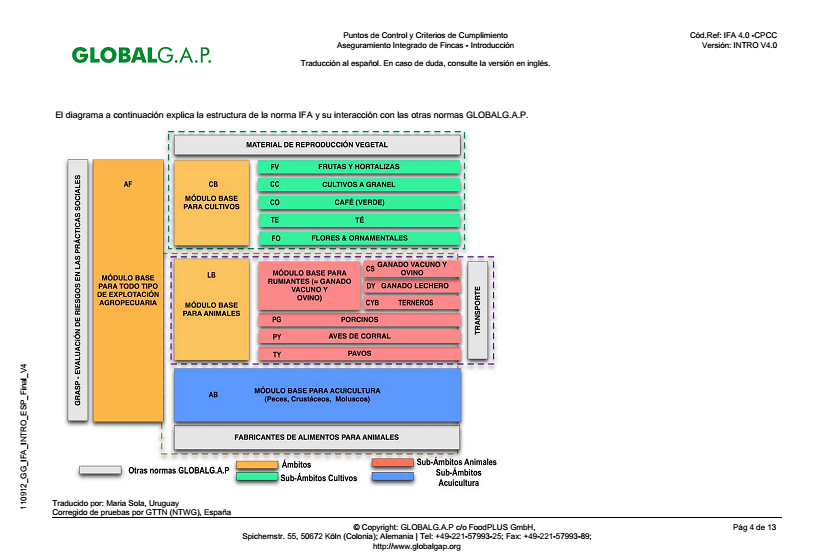 GLOBALG.A.P.
Puntos de Control y Criterios de Cumplimiento
Aseguramiento Integrado de Fincas - Introducción
Traducción al español. En caso de duda, consulte la versión en inglés.
Cód.Ref: IFA 4.0 -CPCC
Versión: INTRO V4.0
El diagrama a continuación explica la estructura de la norma IFA y su interacción con las otras normas GLOBALG.A.P.
MATERIAL DE REPRODUCCIÓN VEGETAL
GRASP - EVALUACIÓN DE RIESGOS EN LAS PRÁCTICAS SOCIALES
AF
MÓDULO BASE
PARA TODO TIPO
DE EXPLOTACIÓN
AGROPECUARIA
CB
MÓDULO BASE
PARA CULTIVOS
FV FRUTAS Y HORTALIZAS
CC CULTIVOS A GRANEL
CO CAFÉ (VERDE)
TE TÉ
FO FLORES & ORNAMENTALES
LB
MÓDULO BASE
PARA ANIMALES
MÓDULO BASE PARA
RUMIANTES (= GANADO
VACUNO Y
OVINO)
CS GANADO VACUNO Y
OVINO
DY GANADO LECHERO
CYB TERNEROS
PG PORCINOS
PY AVES DE CORRAL
TY PAVOS
TRANSPORTE
AB
MÓDULO BASE PARA ACUICULTURA
(Peces, Crustáceos, Moluscos)
FABRICANTES DE ALIMENTOS PARA ANIMALES
Otras normas GLOBALG.A.P
Ámbitos
Sub-Ámbitos Cultivos
Sub-Ámbitos Animales
Sub-Ámbitos
Acuicultura
110912_GG_IFA_INTRO_ESP_Final_V4
Traducido por: Maria Sola, Uruguay
Corregido de pruebas por GTTN (NTWG), España
© Copyright: GLOBALG.A.P c/o FoodPLUS GmbH,
Spichernstr. 55, 50672 Köln (Colonia); Alemania | Tel: +49-221-57993-25; Fax: +49-221-57993-89;
http://www.globalgap.org
Pág 4 de 13